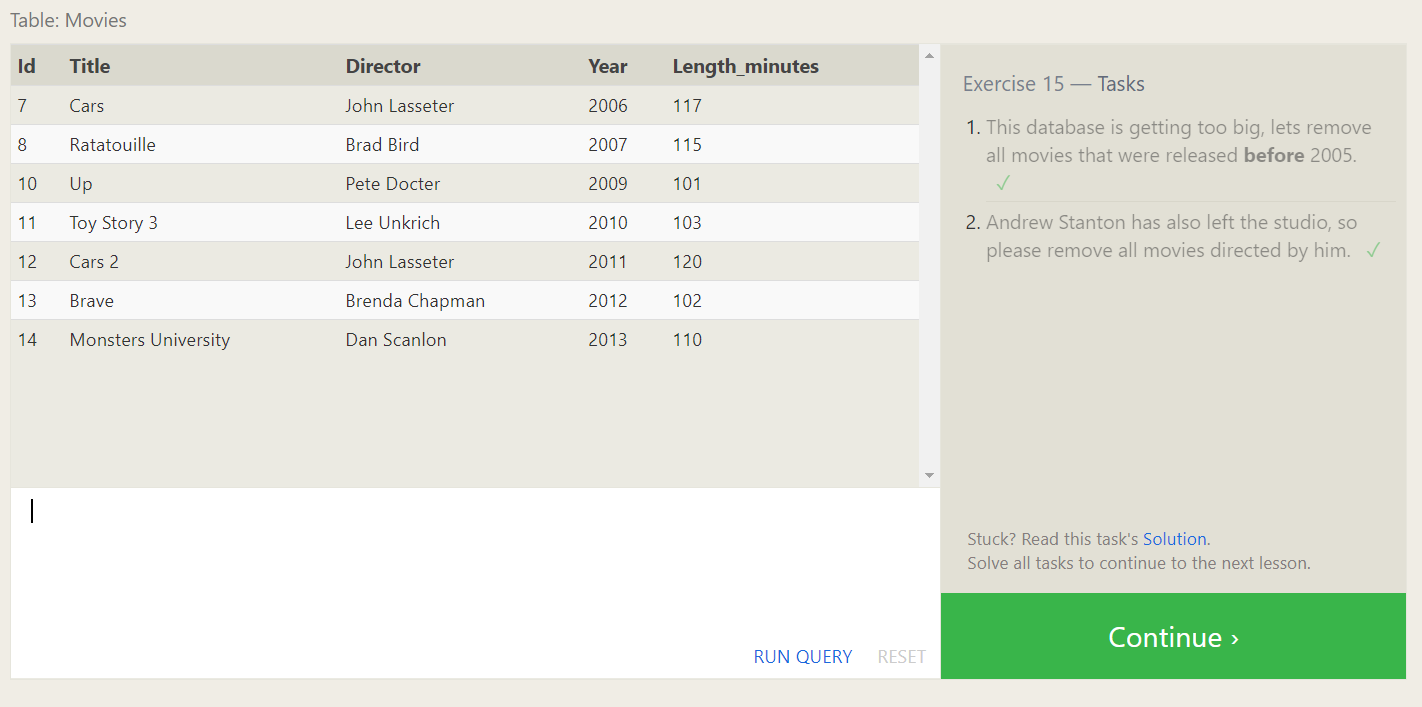 Table: Movies
Id Title Director Year Length_minutes
7 Cars John Lasseter 2006 117
8 Ratatouille Brad Bird 2007 115
10 Up Pete Docter 2009 101
11 Toy Story 3 Lee Unkrich 2010 103
12 Cars 2 John Lasseter 2011 120
13 Brave Brenda Chapman 2012 102
14 Monsters University Dan Scanlon 2013 110
RUN QUERY RESET
Exercise 15 — Tasks
1. This database is getting too big, lets remove
all movies that were released before 2005.
✓
2. Andrew Stanton has also left the studio, so
please remove all movies directed by him. ✓
Stuck? Read this task's Solution.
Solve all tasks to continue to the next lesson.
Continue ›